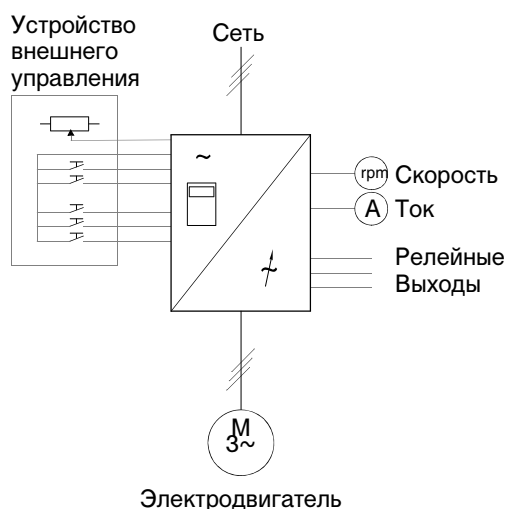 Устройство
внешнего
управления
Сеть
~
rpm Скорость
A Ток
~
Релейные
Выходы
M
3~
Электродвигатель